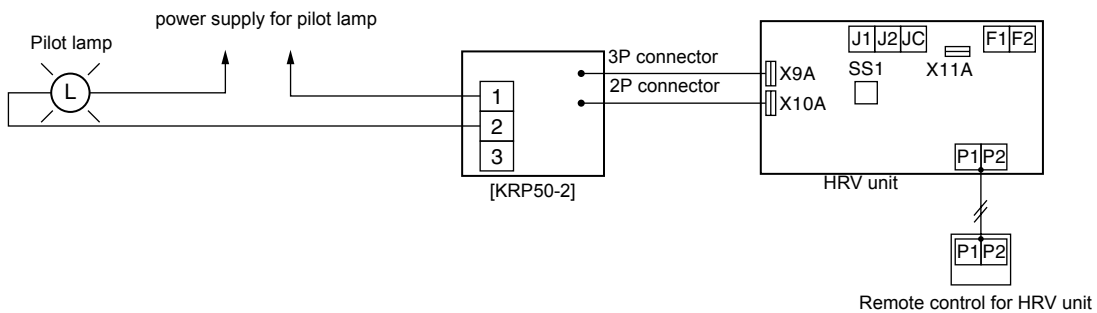 power supply for pilot lamp
Pilot lamp
L
1
2
3
[KRP50-2]
3P connector
2P connector
X9A
X10A
J1 J2 JC
F1 F2
SS1
X11A
P1 P2
HRV unit
P1 P2
Remote control for HRV unit